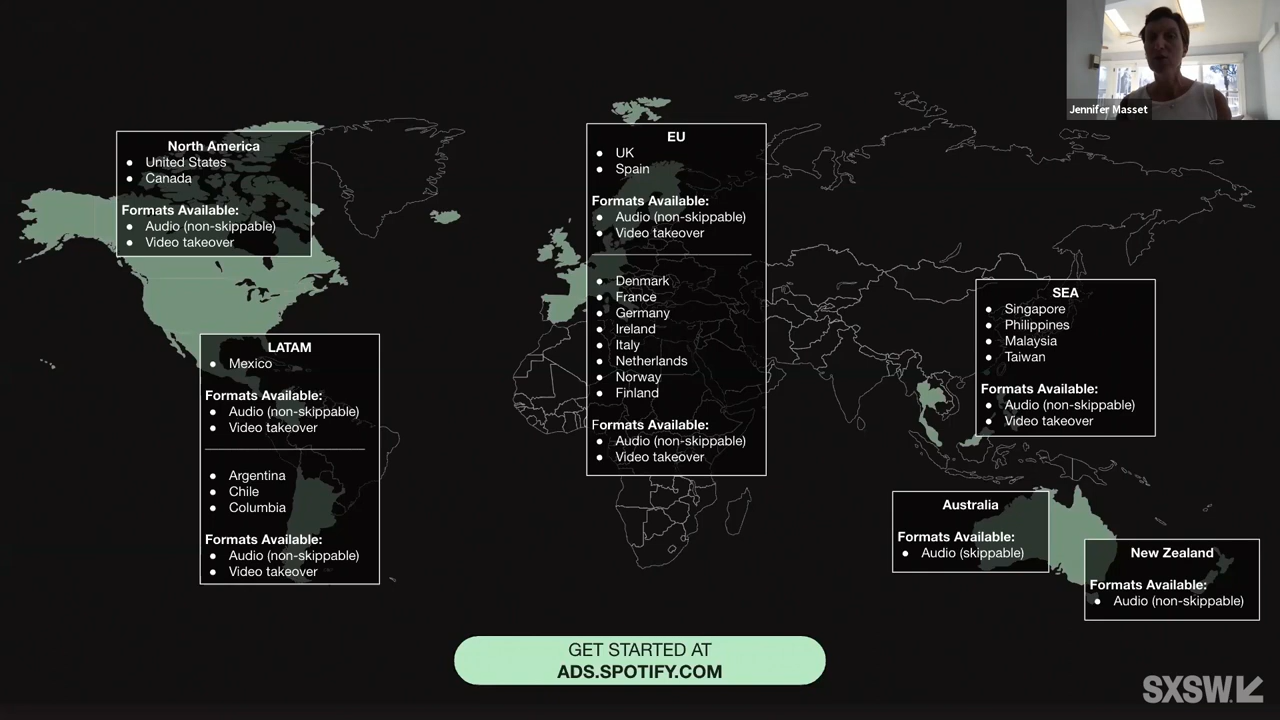 Jennifer Masset
North America
● United States
● Canada
Formats Available:
● Audio (non-skippable)
● Video takeover
LATAM
● Mexico
Formats Available:
● Audio (non-skippable)
● Video takeover
● Argentina
● Chile
● Columbia
Formats Available:
● Audio (non-skippable)
● Video takeover
EU
● UK
● Spain
Formats Available:
● Audio (non-skippable)
● Video takeover
● Denmark
● France
● Germany
● Ireland
● Italy
● Netherlands
● Norway
● Finland
Formats Available:
● Audio (non-skippable)
● Video takeover
SEA
● Singapore
● Philippines
● Malaysia
● Taiwan
Formats Available:
● Audio (non-skippable)
● Video takeover
Australia
Formats Available:
● Audio (skippable)
New Zealand
Formats Available:
● Audio (non-skippable)
GET STARTED AT
ADS.SPOTIFY.COM
SXSW.